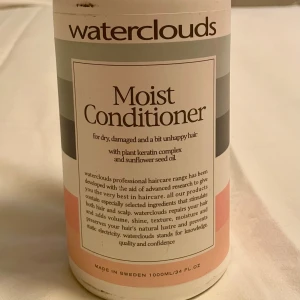 waterclouds
Moist
Conditioner
For dry, damaged and a bit unhappy hair
with plant keratin complex
and sunflower seed oil.
waterclouds professional haircare range has been
developed with the aid of advanced research to give
you the very best in haircare. all our products
contain especially selected ingredients that stimulate
both hair and scalp. waterclouds repairs your hair
and adds volume, shine, texture, moisture and
preserves your hair's natural lustre and prevents
static electricity. waterclouds stands for knowledge,
quality and confidence
MADE IN SWEDEN 1000ML/34 FL OZ